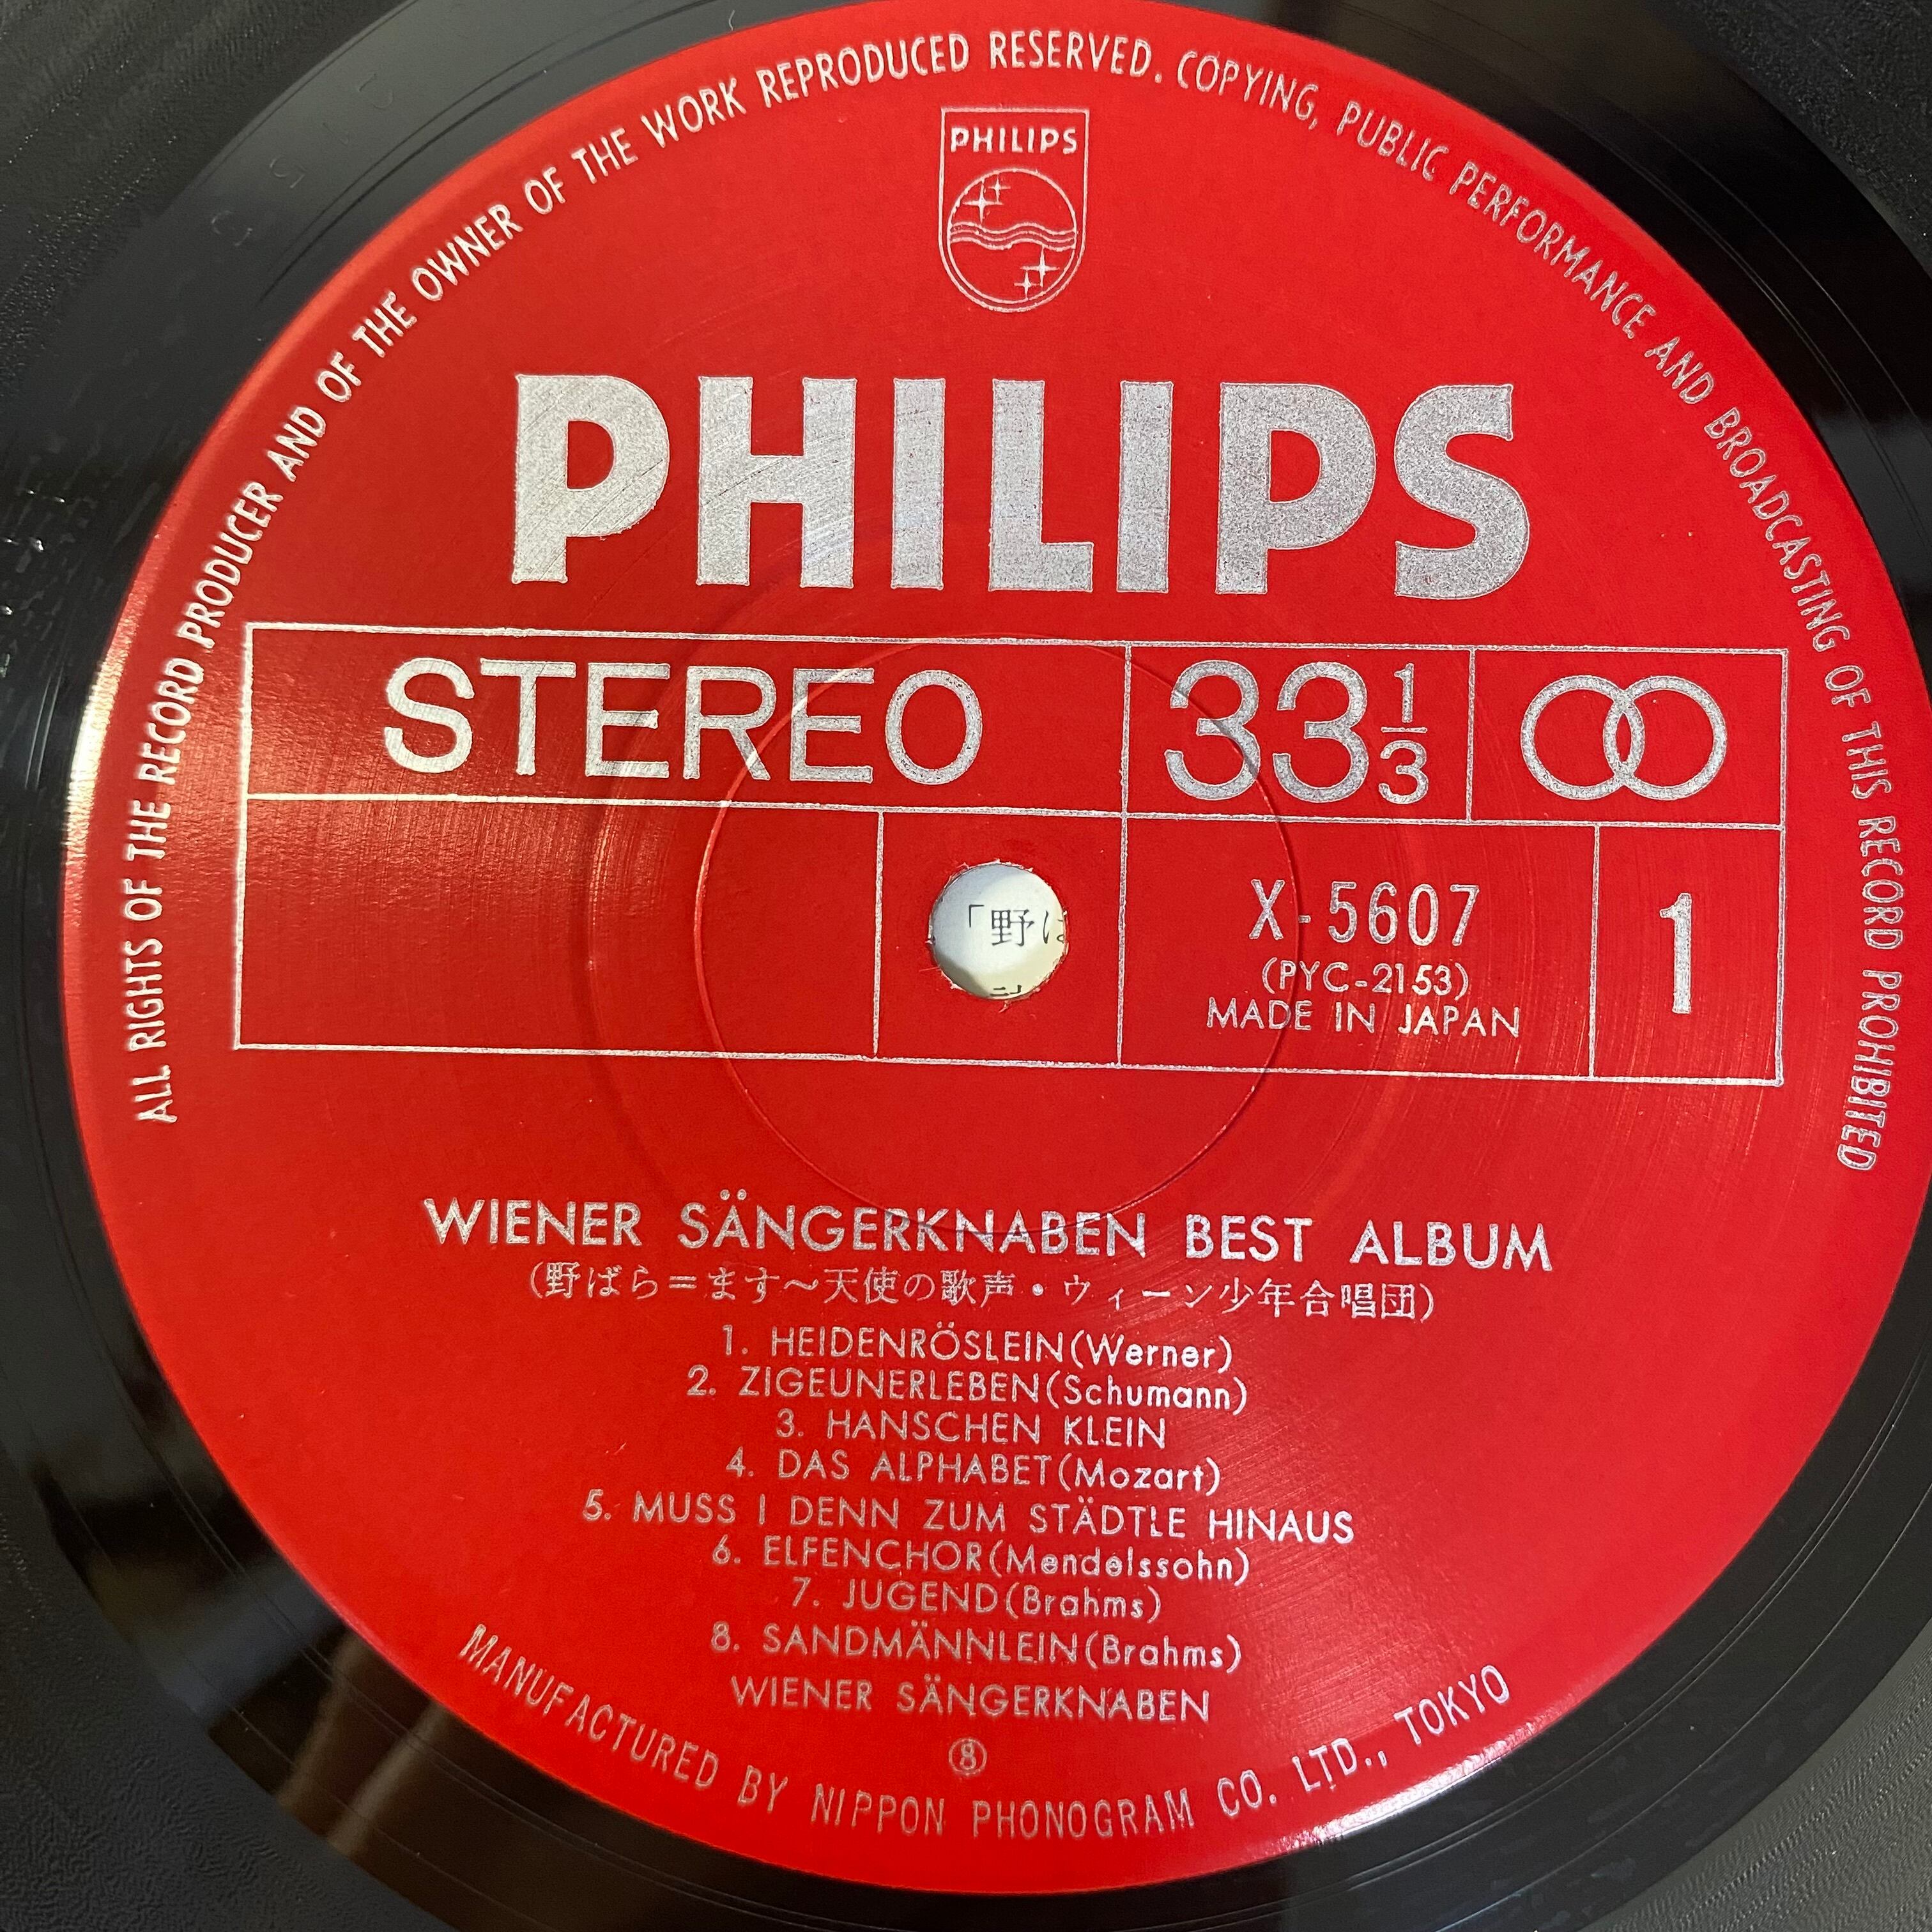 ALL RIGHTS OF THE RECORD PRODUCER AND OF THE OWNER OF THE WORK REPRODUCED RESERVED. COPYING, PUBLIC PERFORMANCE AND BROADCASTING OF THIS RECORD PROHIBITED
PHILIPS
PHILIPS
STEREO 33 1/3
「野ば
X-5607
(PYC-2153)
MADE IN JAPAN
1
WIENER SÄNGERKNABEN BEST ALBUM
(野ばら=ます〜天使の歌声・ウィーン少年合唱団)
1. HEIDENRÖSLEIN(Werner)
2. ZIGEUNERLEBEN(Schumann)
3. HANSCHEN KLEIN
4. DAS ALPHABET(Mozart)
5. MUSS I DENN ZUM STÄDTLE HINAUS
6. ELFENCHOR(Mendelssohn)
7. JUGEND(Brahms)
8. SANDMÄNNLEIN(Brahms)
WIENER SÄNGERKNABEN
⑧
MANUFACTURED BY NIPPON PHONOGRAM CO. LTD., TOKYO